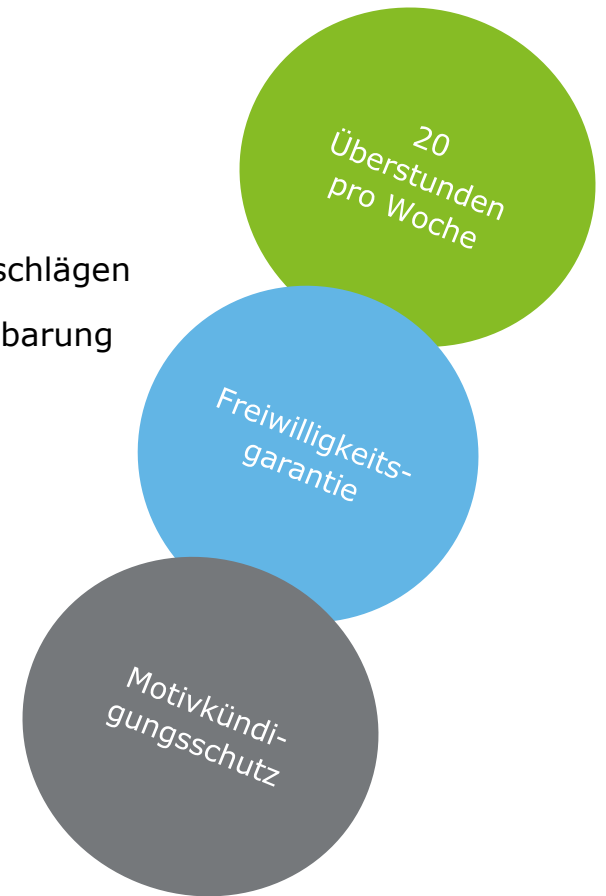 20
Überstunden
pro Woche
schlägen
barung
Freiwilligkeits-
garantie
Motivkündi-
gungsschutz